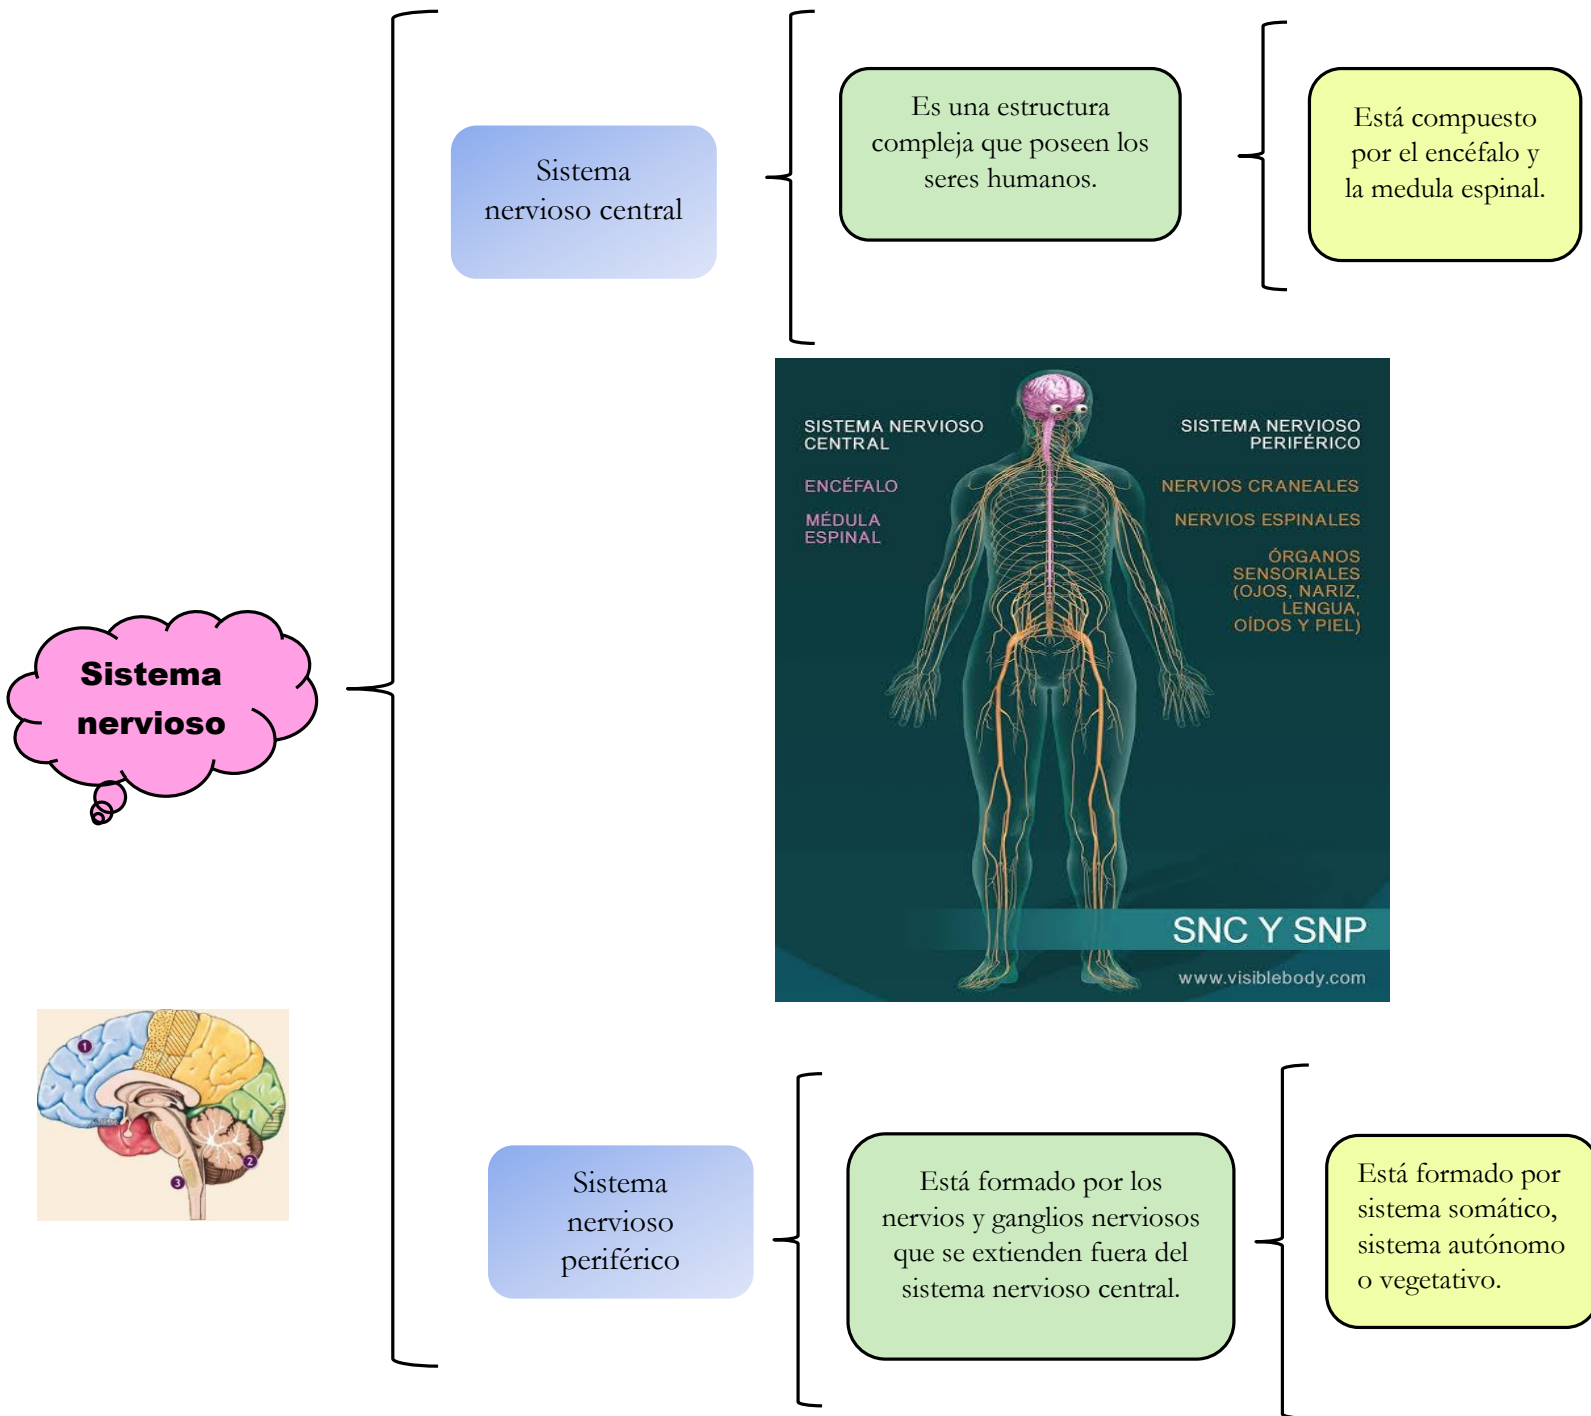 Sistema
nervioso
Sistema
nervioso central
Es una estructura
compleja que poseen los
seres humanos.
Está compuesto
por el encéfalo y
la medula espinal.
SISTEMA NERVIOSO
CENTRAL
ENCÉFALO
MÉDULA
ESPINAL
SISTEMA NERVIOSO
PERIFÉRICO
NERVIOS CRANEALES
NERVIOS ESPINALES
ÓRGANOS
SENSORIALES
(OJOS, NARIZ,
LENGUA,
OÍDOS Y PIEL)
SNC Y SNP
www.visiblebody.com
1
2
3
Sistema
nervioso
periférico
Está formado por los
nervios y ganglios nerviosos
que se extienden fuera del
sistema nervioso central.
Está formado por
sistema somático,
sistema autónomo
o vegetativo.